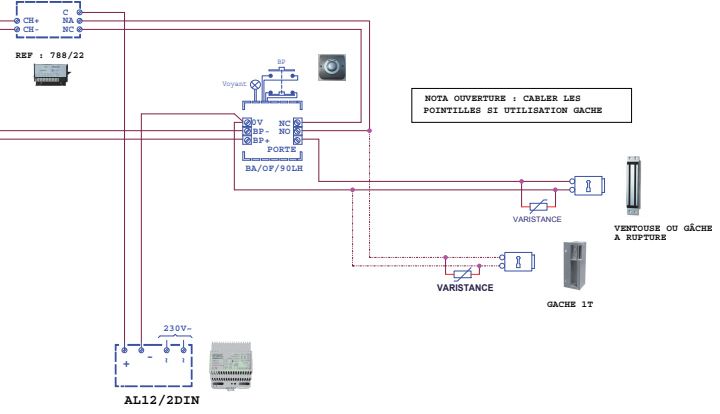 C
CH+ NA
CH- NC
REF : 788/22
BP
Voyant
NOTA OUVERTURE : CABLER LES
POINTILLES SI UTILISATION GACHE
0V NC
BP- NO
BP+
PORTE
BA/OF/90LH
VARISTANCE
VENTOUSE OU GÂCHE
A RUPTURE
VARISTANCE
GACHE 1T
230V~
+ - ~ ~
AL12/2DIN